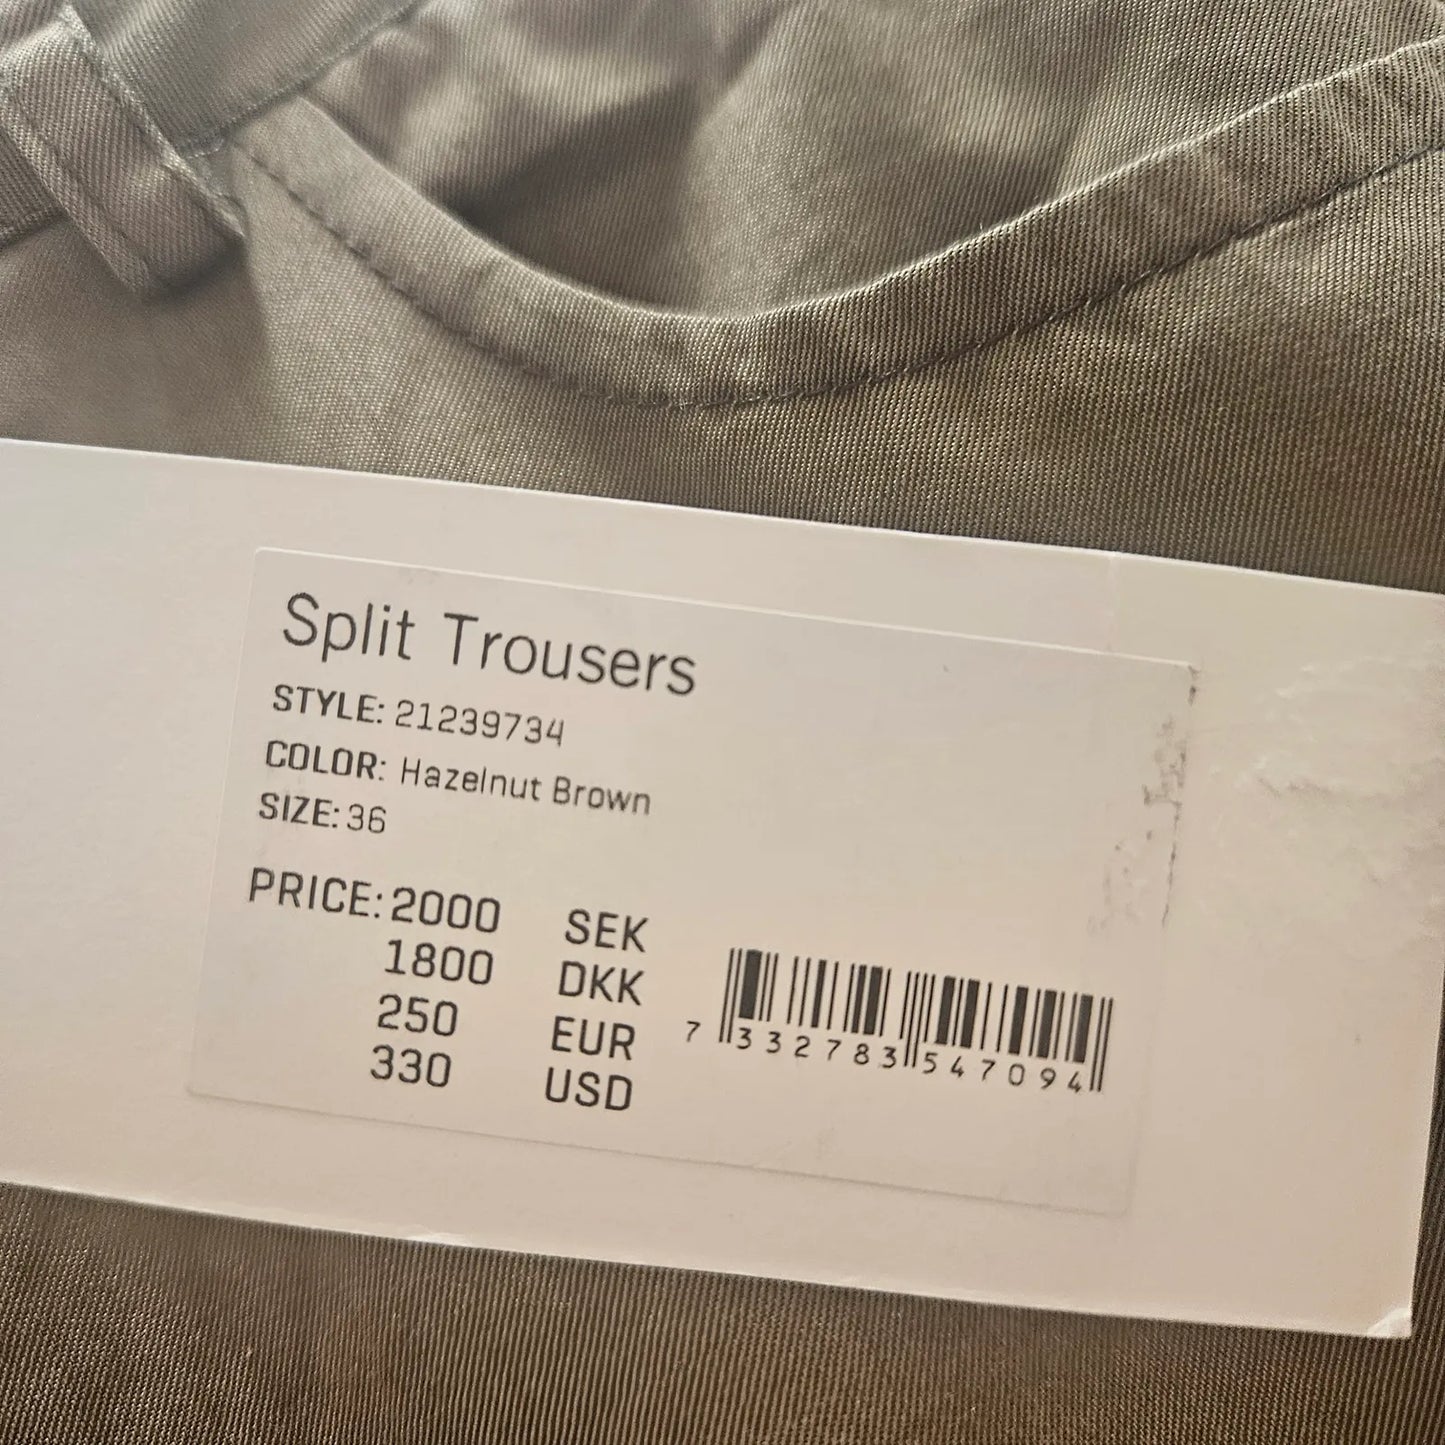 Split Trousers
STYLE: 21239734
COLOR: Hazelnut Brown
SIZE: 36
PRICE: 2000 SEK
1800 DKK
250 EUR
330 USD
7 332783 547094